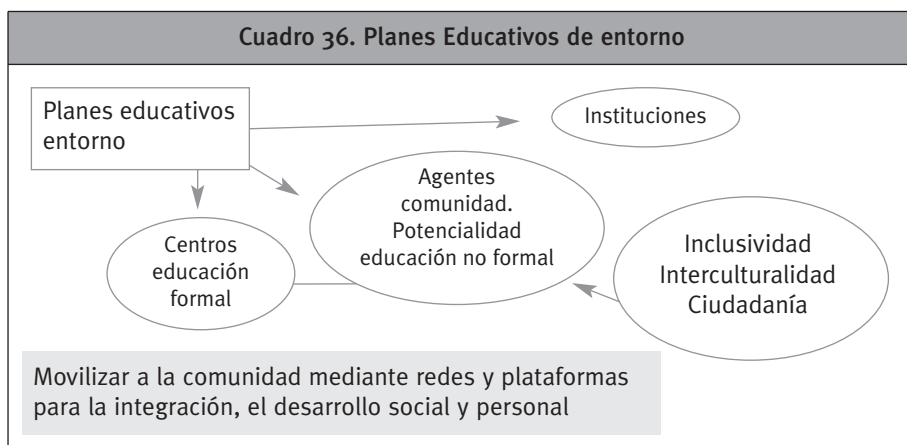 Cuadro 36. Planes Educativos de entorno
Planes educativos
entorno
Instituciones
Agentes
comunidad.
Potencialidad
educación no formal
Centros
educación
formal
Inclusividad
Interculturalidad
Ciudadanía
Movilizar a la comunidad mediante redes y plataformas
para la integración, el desarrollo social y personal